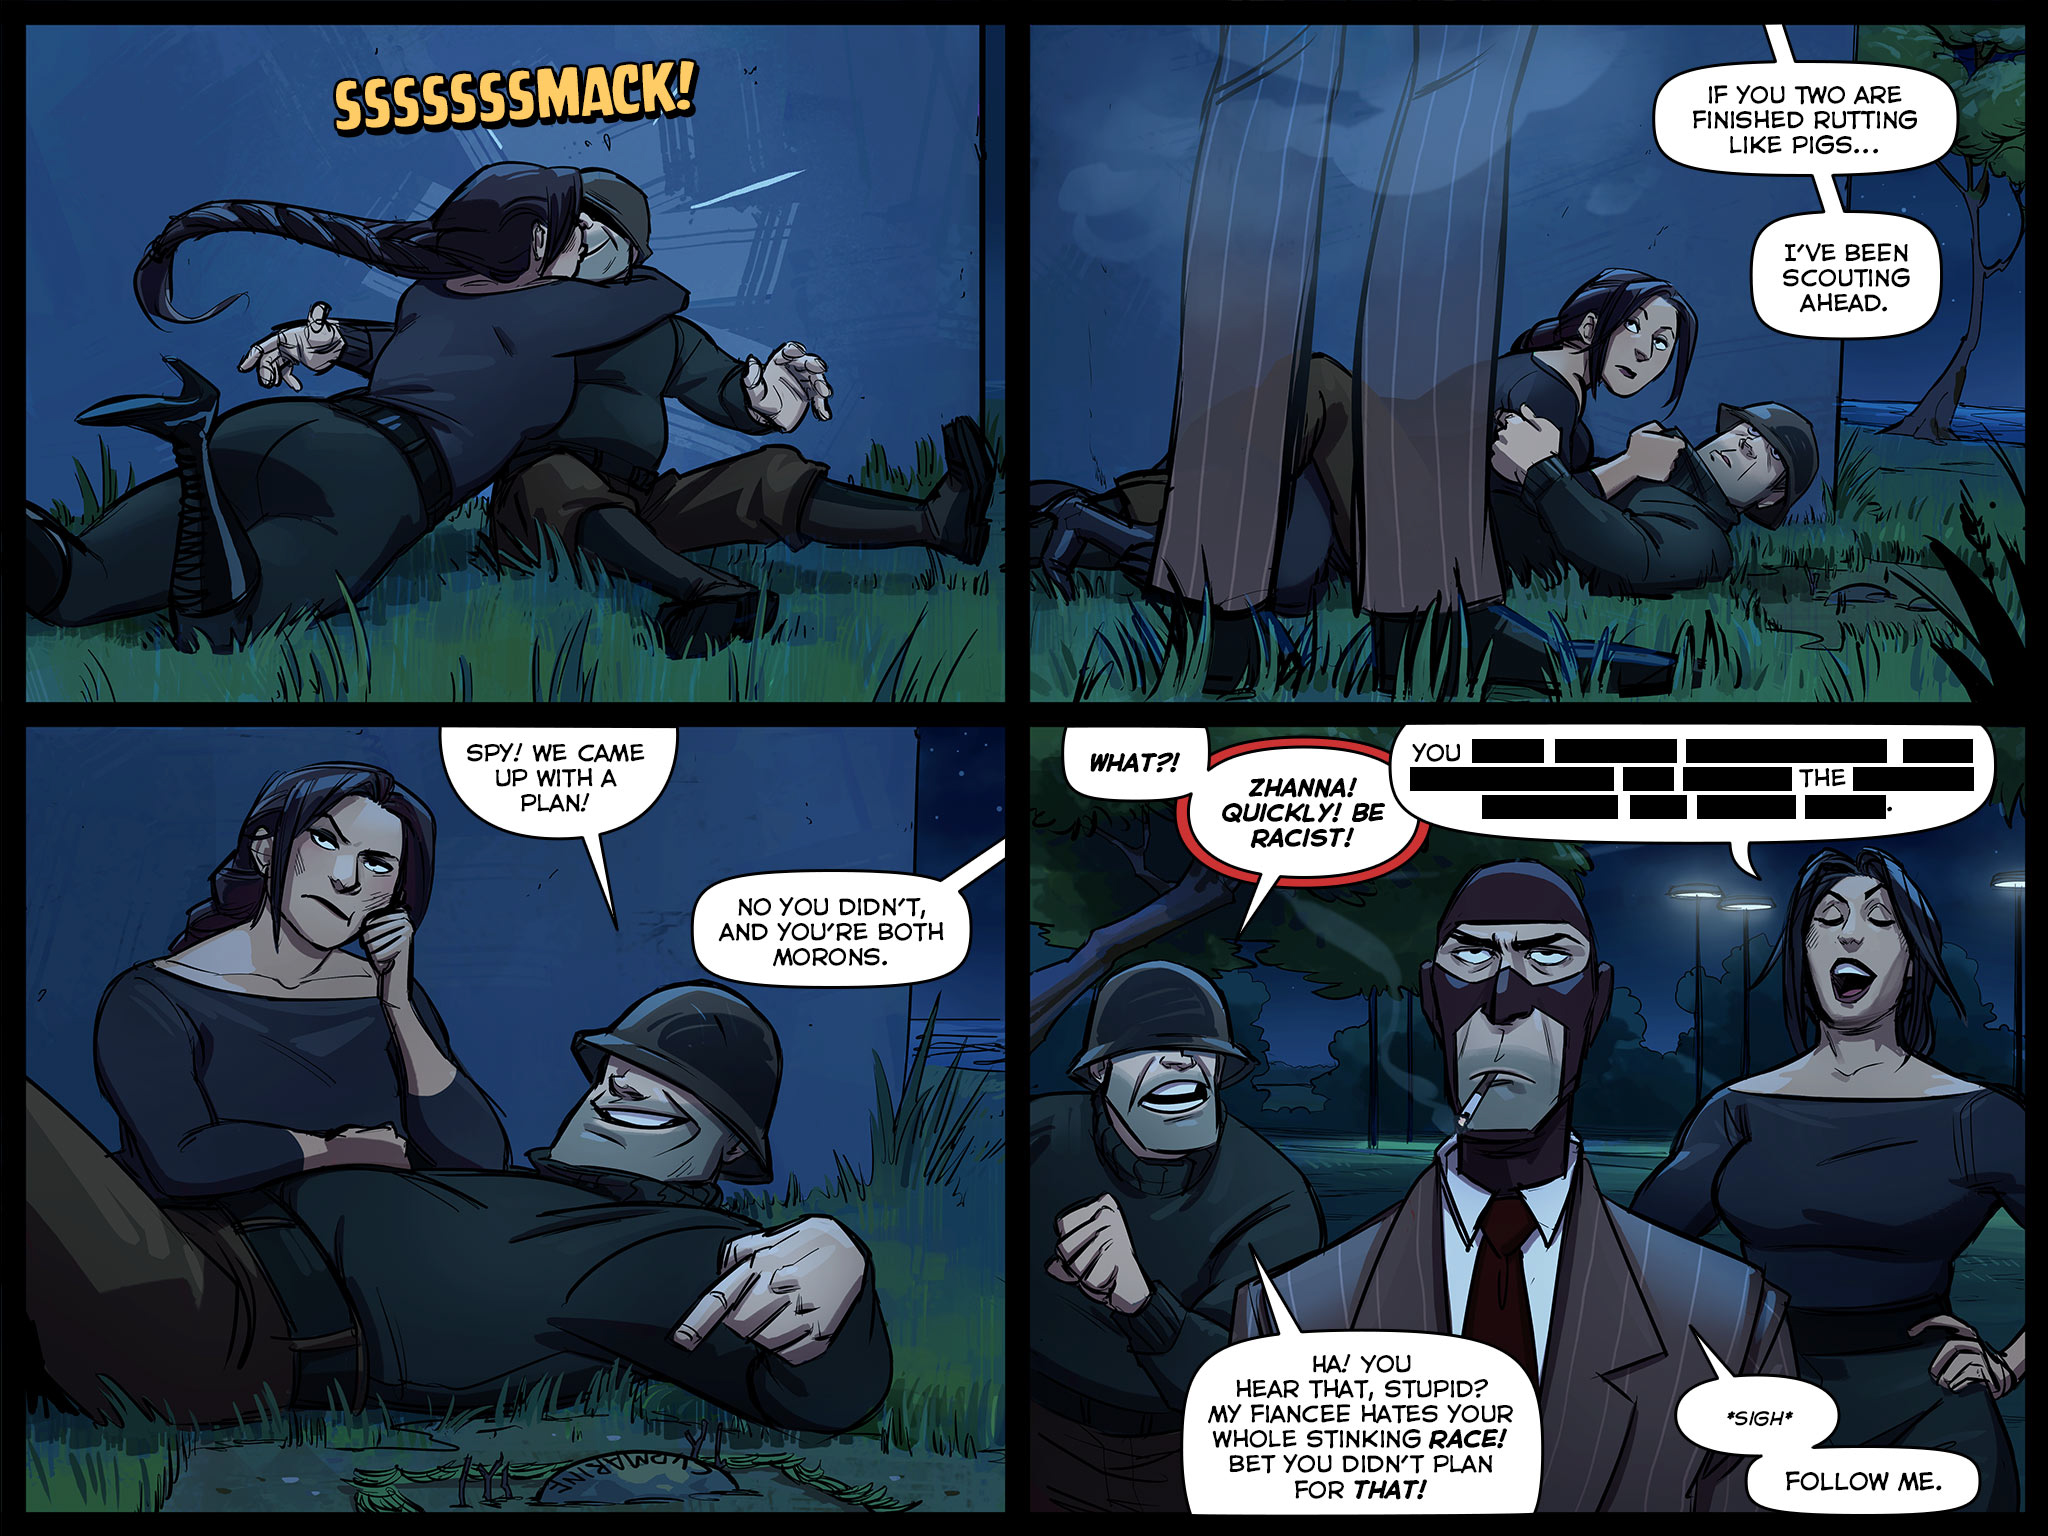 SSSSSSSMACK!
IF YOU TWO ARE
FINISHED RUTTING
LIKE PIGS...
I'VE BEEN
SCOUTING
AHEAD.
SPY! WE CAME
UP WITH A
PLAN!
NO YOU DIDN'T,
AND YOU'RE BOTH
MORONS.
SUBMARINE
WHAT?!
ZHANNA!
QUICKLY! BE
RACIST!
YOU
THE
.
HA! YOU
HEAR THAT, STUPID?
MY FIANCEE HATES YOUR
WHOLE STINKING RACE!
BET YOU DIDN'T PLAN
FOR THAT!
*SIGH*
FOLLOW ME.